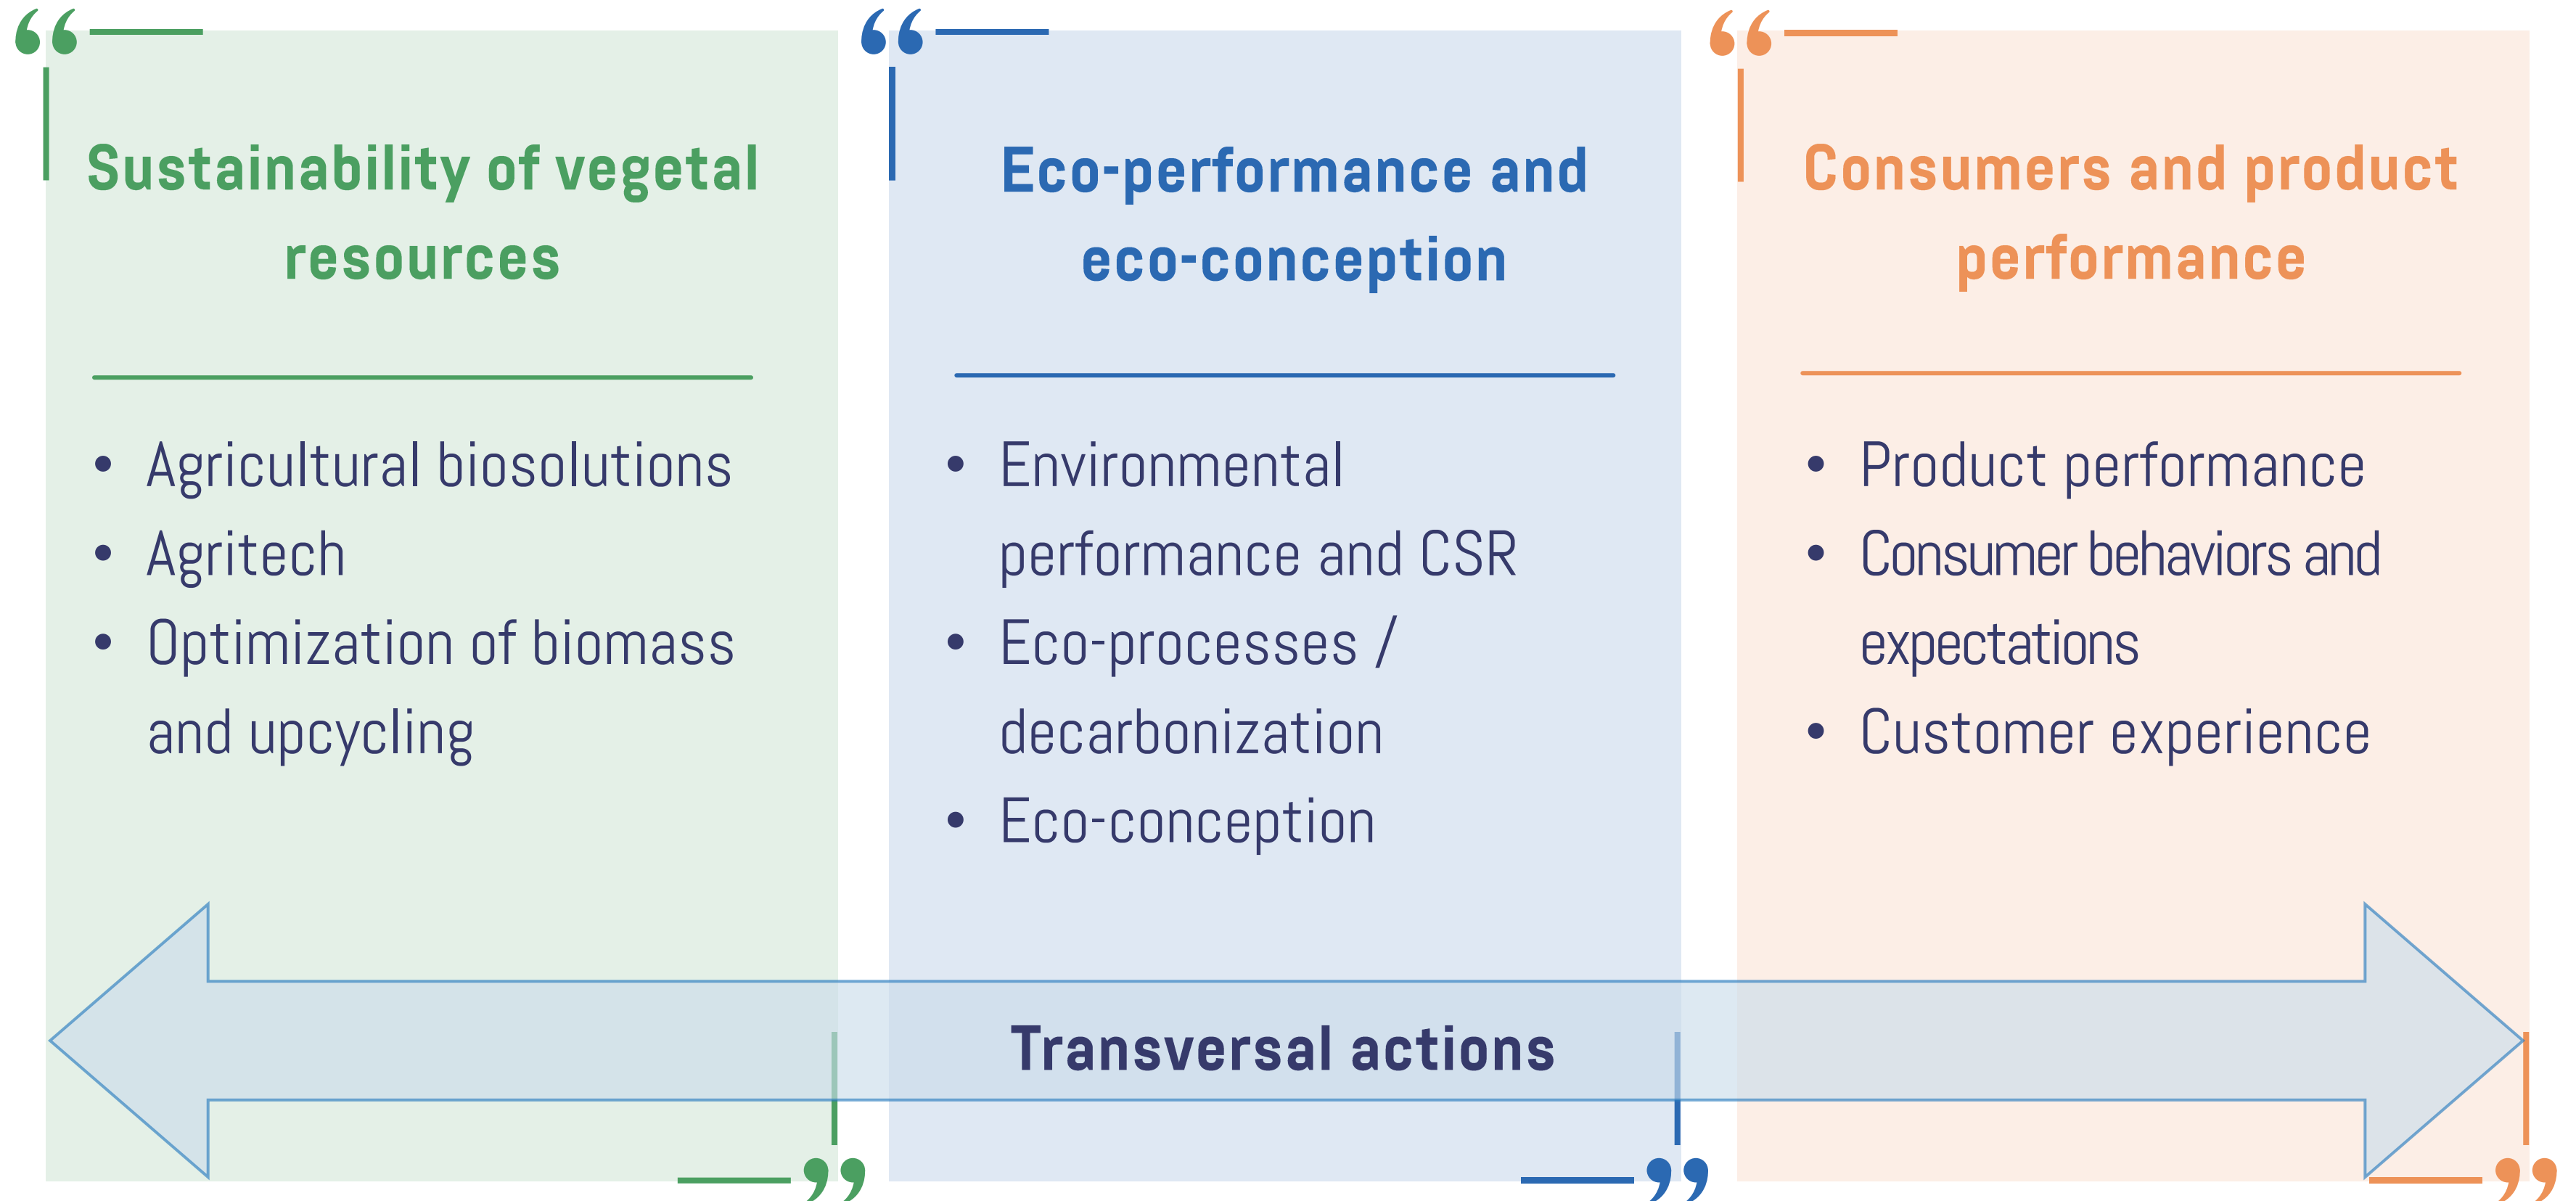 Sustainability of vegetal
resources
• Agricultural biosolutions
• Agritech
• Optimization of biomass
and upcycling
Eco-performance and
eco-conception
• Environmental
performance and CSR
• Eco-processes /
decarbonization
• Eco-conception
Consumers and product
performance
• Product performance
• Consumer behaviors and
expectations
• Customer experience
Transversal actions